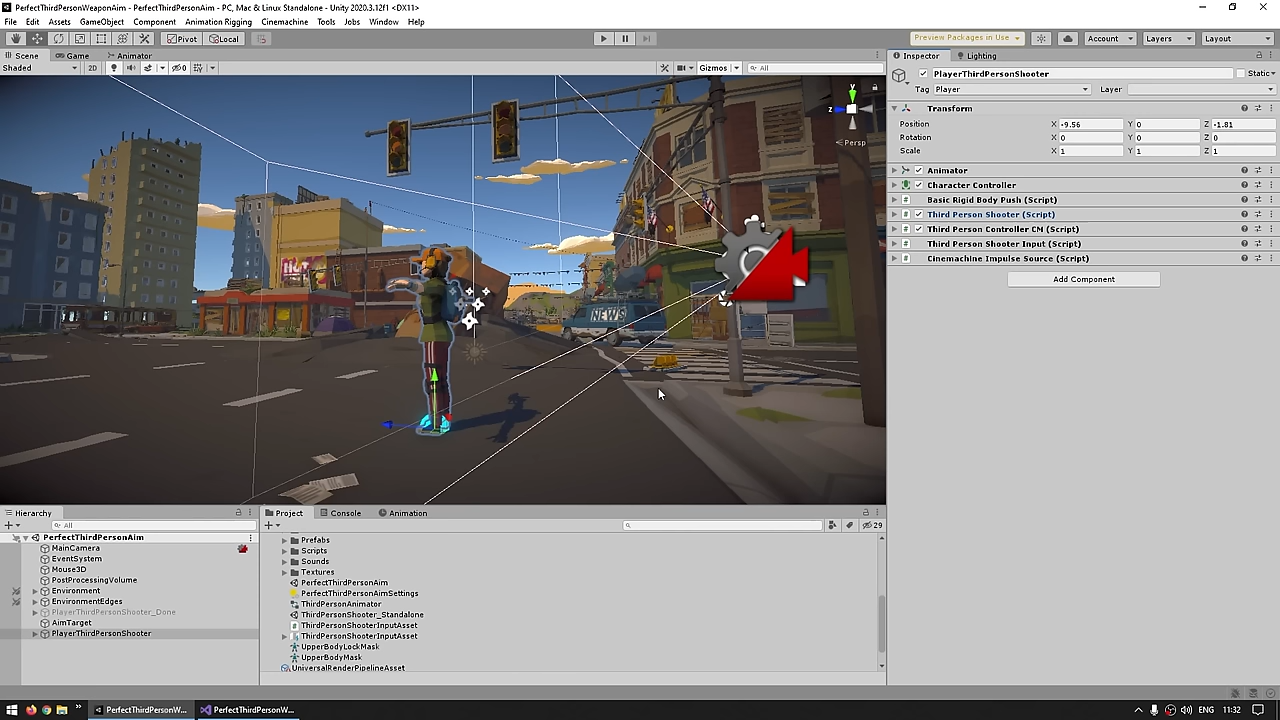 PerfectThirdPersonWeaponAim - PerfectThirdPersonAim - PC, Mac & Linux Standalone - Unity 2020.3.12f1 <DX11>
File Edit Assets GameObject Component Animation Rigging Cinemachine Tools Jobs Window Help
Pivot Local Preview Packages in Use Account Layers Layout
Scene Game Animator
Shaded 2D 0 Gizmos All
Inspector Lighting
PlayerThirdPersonShooter Static
Tag Player Layer
Transform
Position X -9.56 Y 0 Z -1.81
Rotation X 0 Y 0 Z 0
Scale X 1 Y 1 Z 1
Animator
Character Controller
Basic Rigid Body Push (Script)
Third Person Shooter (Script)
Third Person Controller CM (Script)
Third Person Shooter Input (Script)
Cinemachine Impulse Source (Script)
Add Component
y
z
Persp
NEWS
Hierarchy
All
PerfectThirdPersonAim
MainCamera
EventSystem
Mouse3D
PostProcessingVolume
Environment
EnvironmentEdges
PlayerThirdPersonShooter_Done
AimTarget
PlayerThirdPersonShooter
Project Console Animation
29
Prefabs
Scripts
Sounds
Textures
PerfectThirdPersonAim
PerfectThirdPersonAimSettings
ThirdPersonAnimator
ThirdPersonShooter_Standalone
ThirdPersonShooterInputAsset
ThirdPersonShooterInputAsset
UpperBodyLockMask
UpperBodyMask
UniversalRenderPipelineAsset
PerfectThirdPersonW... PerfectThirdPersonW... ENG 11:32